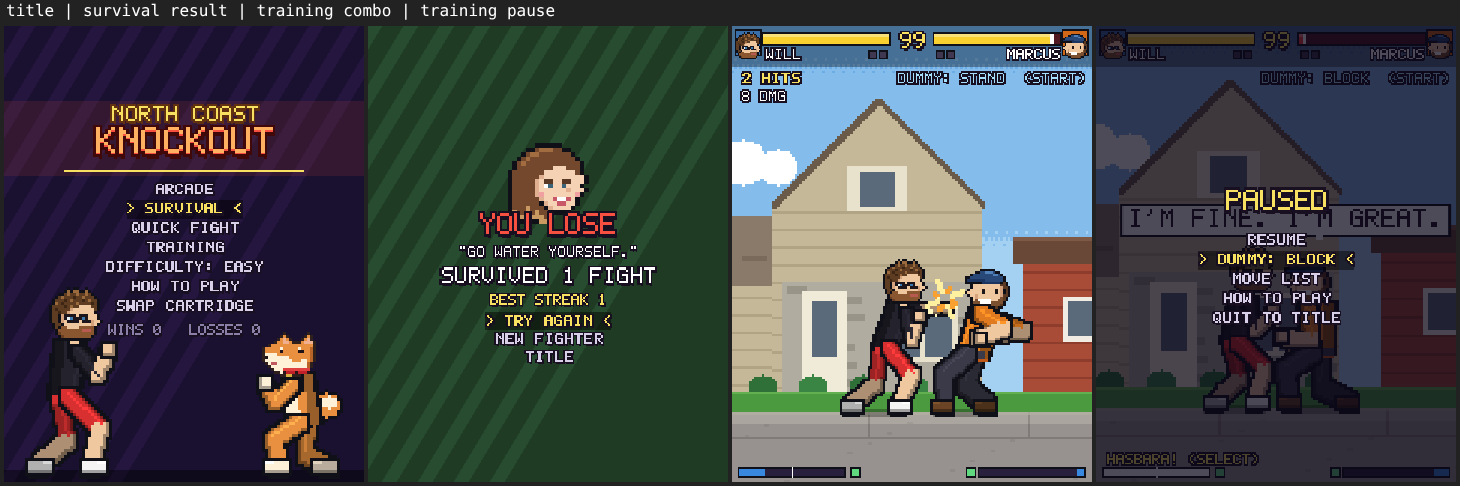 title | survival result | training combo | training pause
NORTH COAST
KNOCKOUT
ARCADE
> SURVIVAL <
QUICK FIGHT
TRAINING
DIFFICULTY: EASY
HOW TO PLAY
SWAP CARTRIDGE
WINS 0 LOSSES 0
YOU LOSE
"GO WATER YOURSELF."
SURVIVED 1 FIGHT
BEST STREAK 1
> TRY AGAIN <
NEW FIGHTER
TITLE
99
WILL
MARCUS
2 HITS
DUMMY: STAND (START)
8 DMG
99
WILL
MARCUS
DUMMY: BLOCK (START)
PAUSED
I'M FINE. I'M GREAT.
RESUME
> DUMMY: BLOCK <
MOVE LIST
HOW TO PLAY
QUIT TO TITLE
HASBARA! (SELECT)